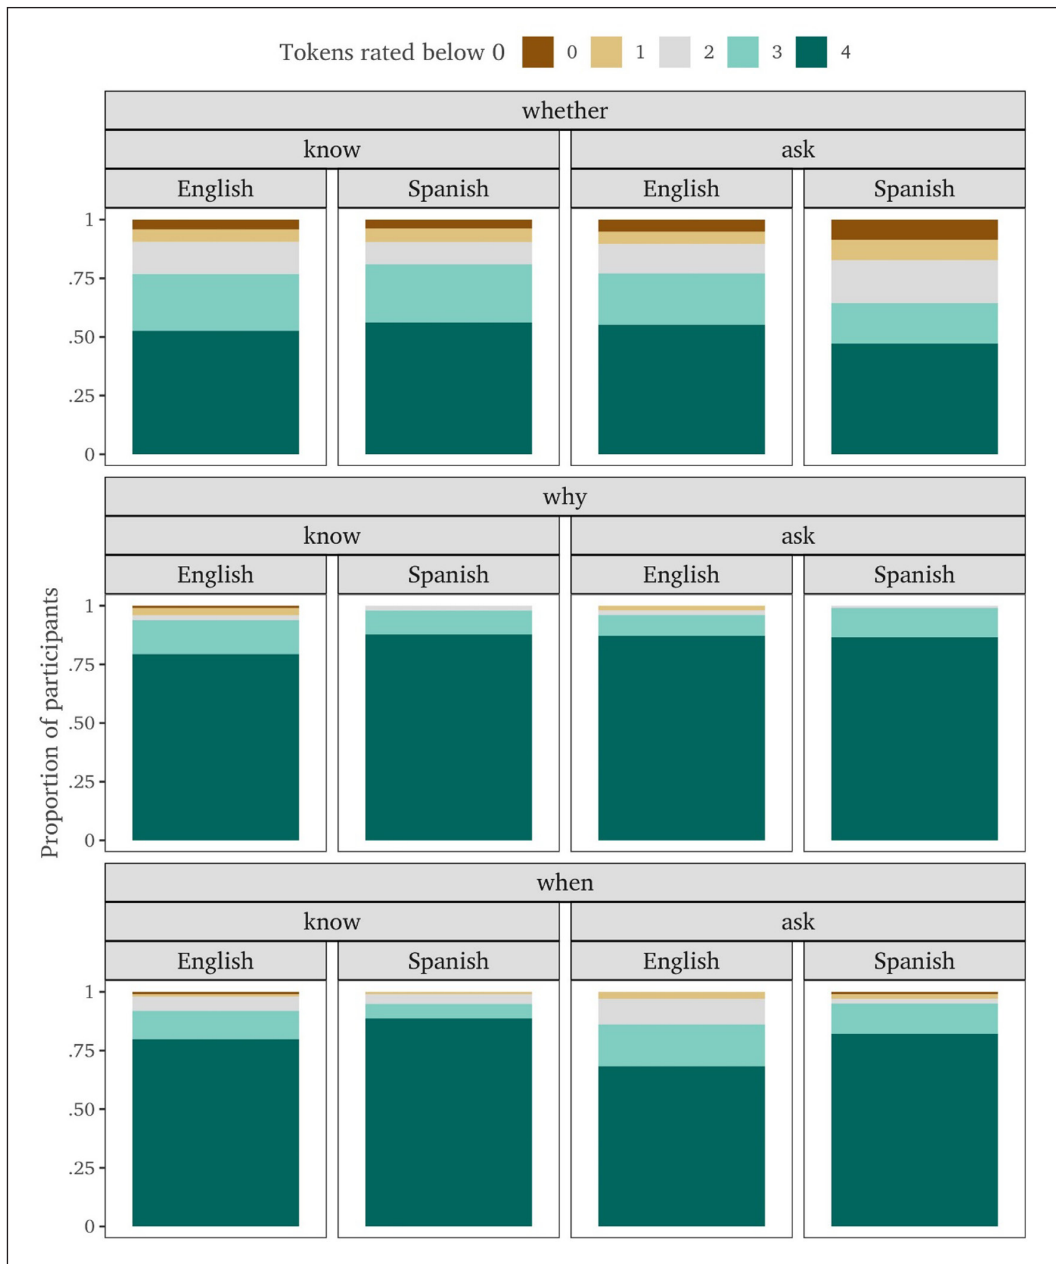 Tokens rated below 0 0 1 2 3 4
whether
know ask
English Spanish English Spanish
1
.75
.50
.25
0
why
know ask
English Spanish English Spanish
Proportion of participants
1
.75
.50
.25
0
when
know ask
English Spanish English Spanish
1
.75
.50
.25
0